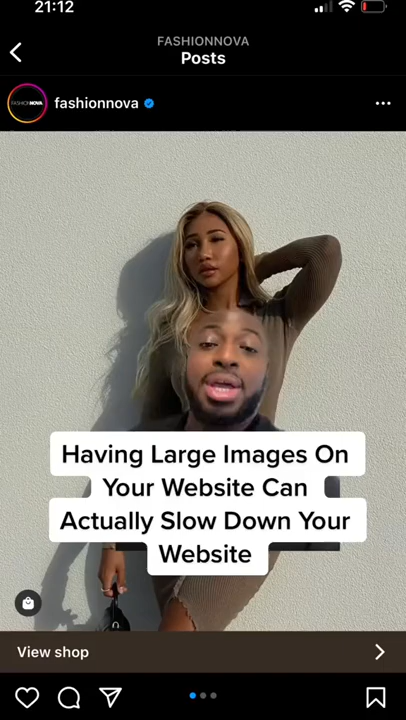 21:12
FASHIONNOVA
Posts
FASHIONNOVA
fashionnova
Having Large Images On
Your Website Can
Actually Slow Down Your
Website
View shop